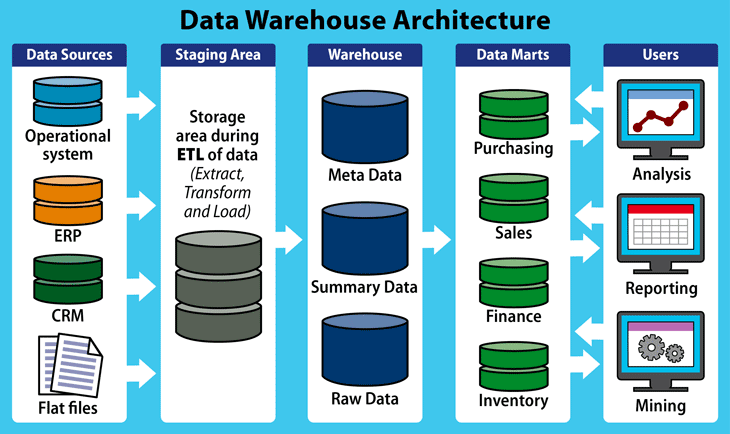 Data Warehouse Architecture
Data Sources
Operational
system
ERP
CRM
Flat files
Staging Area
Storage
area during
ETL of data
(Extract,
Transform
and Load)
Warehouse
Meta Data
Summary Data
Raw Data
Data Marts
Purchasing
Sales
Finance
Inventory
Users
Analysis
Reporting
Mining